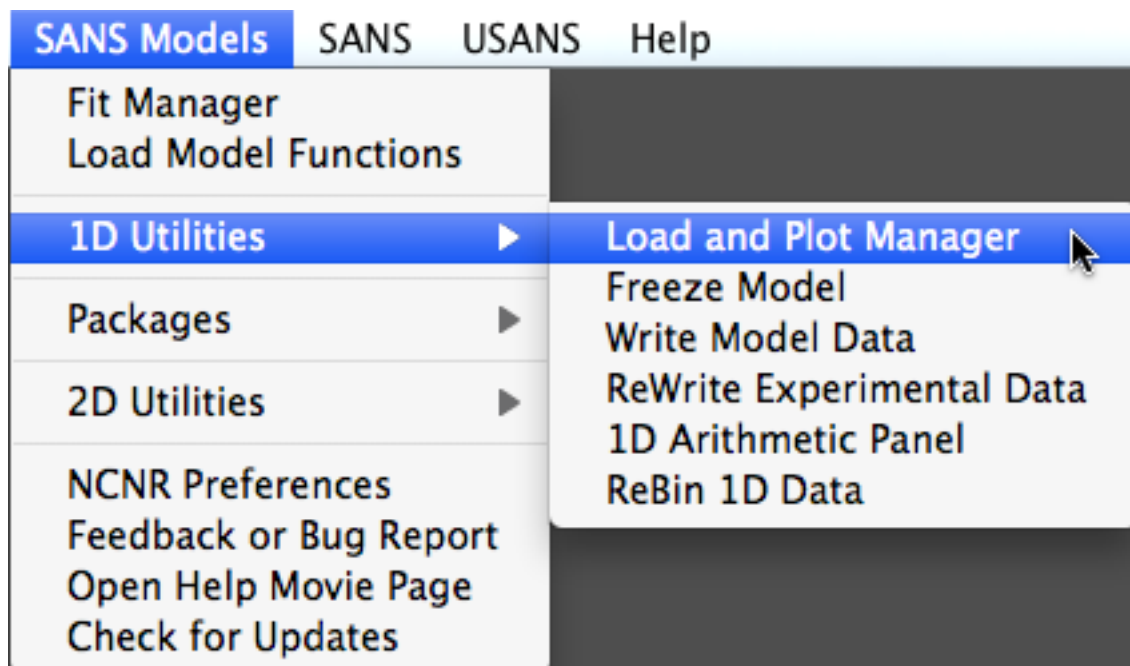 SANS Models SANS USANS Help
Fit Manager
Load Model Functions
1D Utilities
Packages
2D Utilities
NCNR Preferences
Feedback or Bug Report
Open Help Movie Page
Check for Updates
Load and Plot Manager
Freeze Model
Write Model Data
ReWrite Experimental Data
1D Arithmetic Panel
ReBin 1D Data